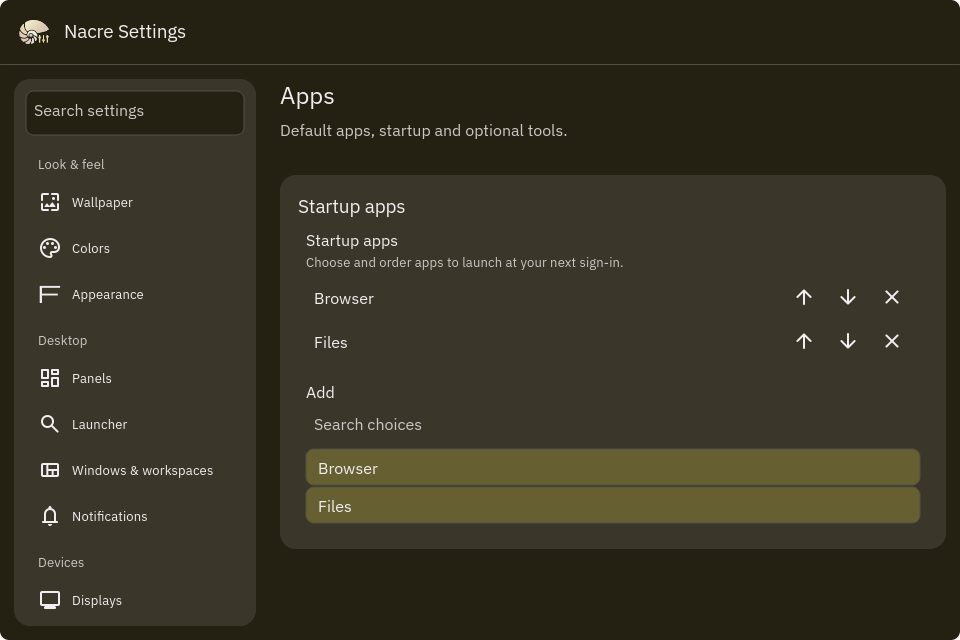 Nacre Settings
Search settings
Look & feel
Wallpaper
Colors
Appearance
Desktop
Panels
Launcher
Windows & workspaces
Notifications
Devices
Displays
Apps
Default apps, startup and optional tools.
Startup apps
Startup apps
Choose and order apps to launch at your next sign-in.
Browser
Files
Add
Search choices
Browser
Files